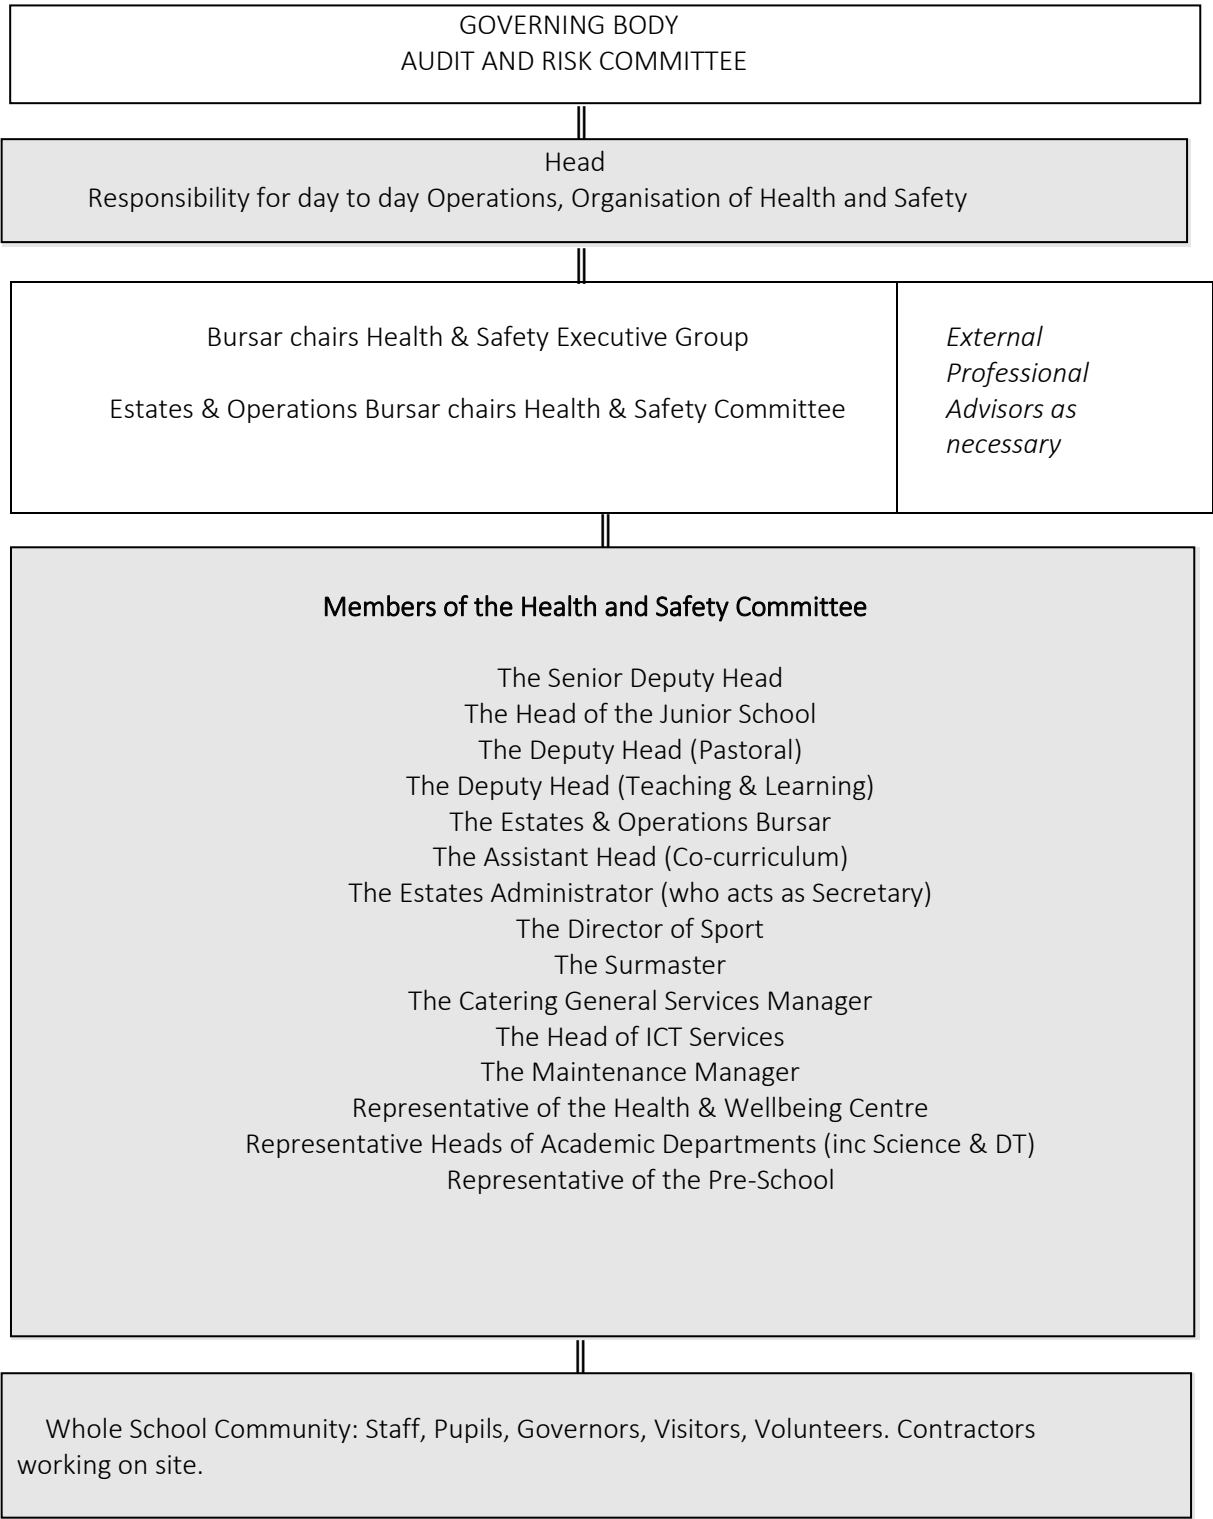 GOVERNING BODY
AUDIT AND RISK COMMITTEE
Head
Responsibility for day to day Operations, Organisation of Health and Safety
Bursar chairs Health & Safety Executive Group
Estates & Operations Bursar chairs Health & Safety Committee
External
Professional
Advisors as
necessary
Members of the Health and Safety Committee
The Senior Deputy Head
The Head of the Junior School
The Deputy Head (Pastoral)
The Deputy Head (Teaching & Learning)
The Estates & Operations Bursar
The Assistant Head (Co-curriculum)
The Estates Administrator (who acts as Secretary)
The Director of Sport
The Surmaster
The Catering General Services Manager
The Head of ICT Services
The Maintenance Manager
Representative of the Health & Wellbeing Centre
Representative Heads of Academic Departments (inc Science & DT)
Representative of the Pre-School
Whole School Community: Staff, Pupils, Governors, Visitors, Volunteers. Contractors
working on site.